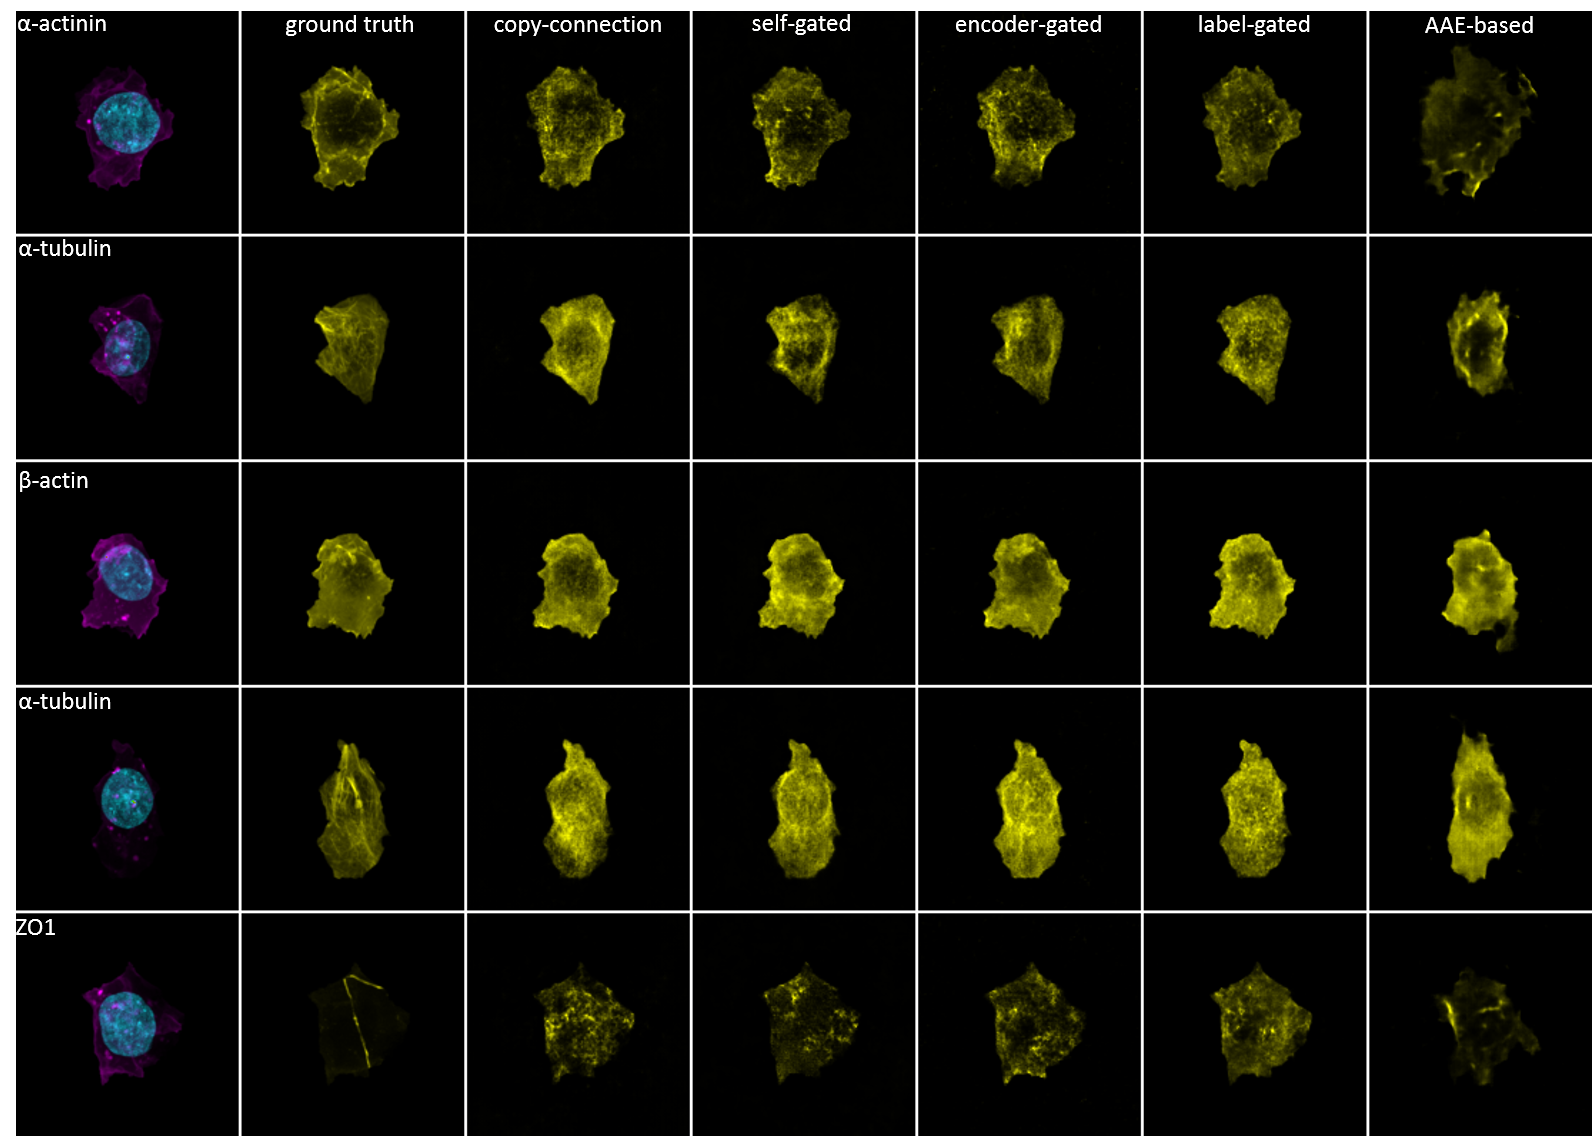 α-actinin ground truth copy-connection self-gated encoder-gated label-gated AAE-based
α-tubulin
β-actin
α-tubulin
ZO1